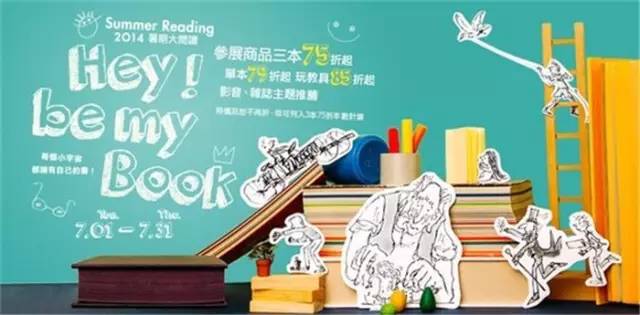 Summer Reading
2014 暑期大閱讀
Hey!
be my
Book
每個小宇宙
都擁有自己的書!
Tue. Thu.
7.01 — 7.31
參展商品三本75折起
單本79折起 玩教具85折起
影音、雜誌主題推薦